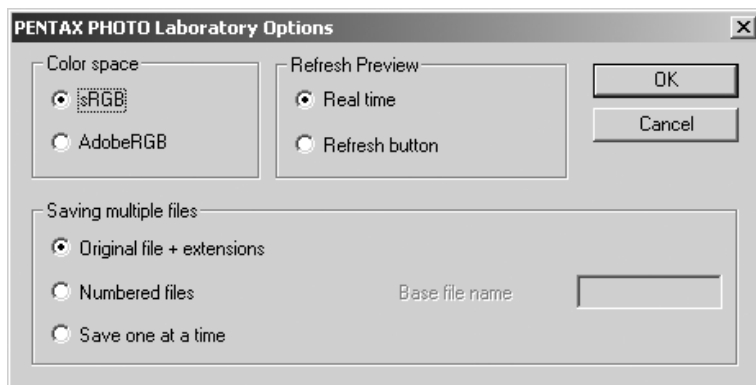 PENTAX PHOTO Laboratory Options
Color space
sRGB
AdobeRGB
Refresh Preview
Real time
Refresh button
OK
Cancel
Saving multiple files
Original file + extensions
Numbered files
Base file name
Save one at a time